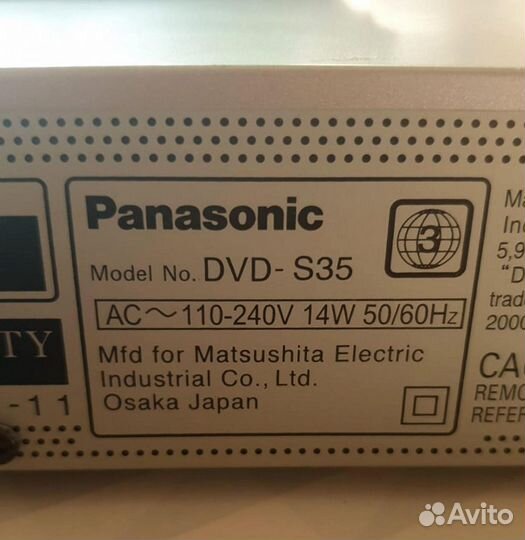 Panasonic
3
Model No. DVD-S35
AC～110-240V 14W 50/60Hz
Mfd for Matsushita Electric
Industrial Co., Ltd.
Osaka Japan
TY
-11
Ma
Inc
5,9
"D
trad
2000
CA
REMO
REFER
Avito